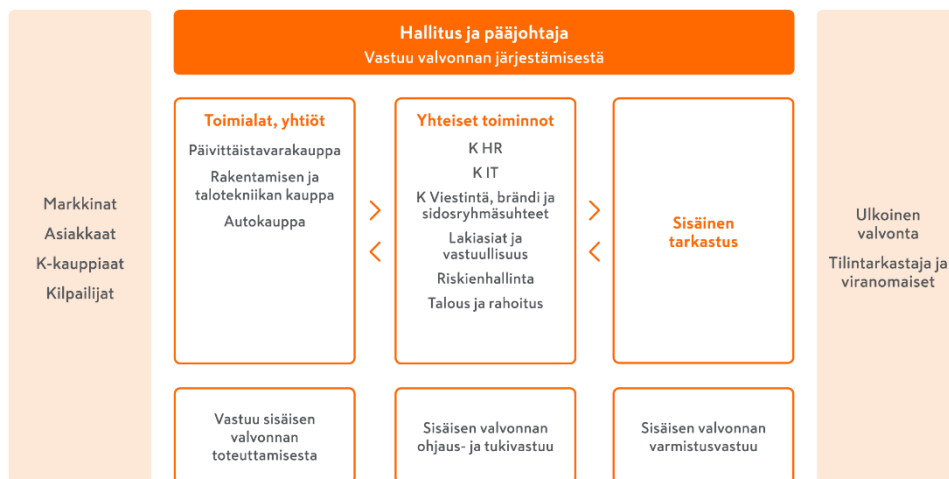 Hallitus ja pääjohtaja
Vastuu valvonnan järjestämisestä
Markkinat
Asiakkaat
K-kauppiaat
Kilpailijat
Toimialat, yhtiöt
Päivittäistavarakauppa
Rakentamisen ja
talotekniikan kauppa
Autokauppa
Yhteiset toiminnot
K HR
K IT
K Viestintä, brändi ja
sidosryhmäsuhteet
Lakiasiat ja
vastuullisuus
Riskienhallinta
Talous ja rahoitus
Sisäinen
tarkastus
Ulkoinen
valvonta
Tilintarkastaja ja
viranomaiset
Vastuu sisäisen
valvonnan
toteuttamisesta
Sisäisen valvonnan
ohjaus- ja tukivastuu
Sisäisen valvonnan
varmistusvastuu